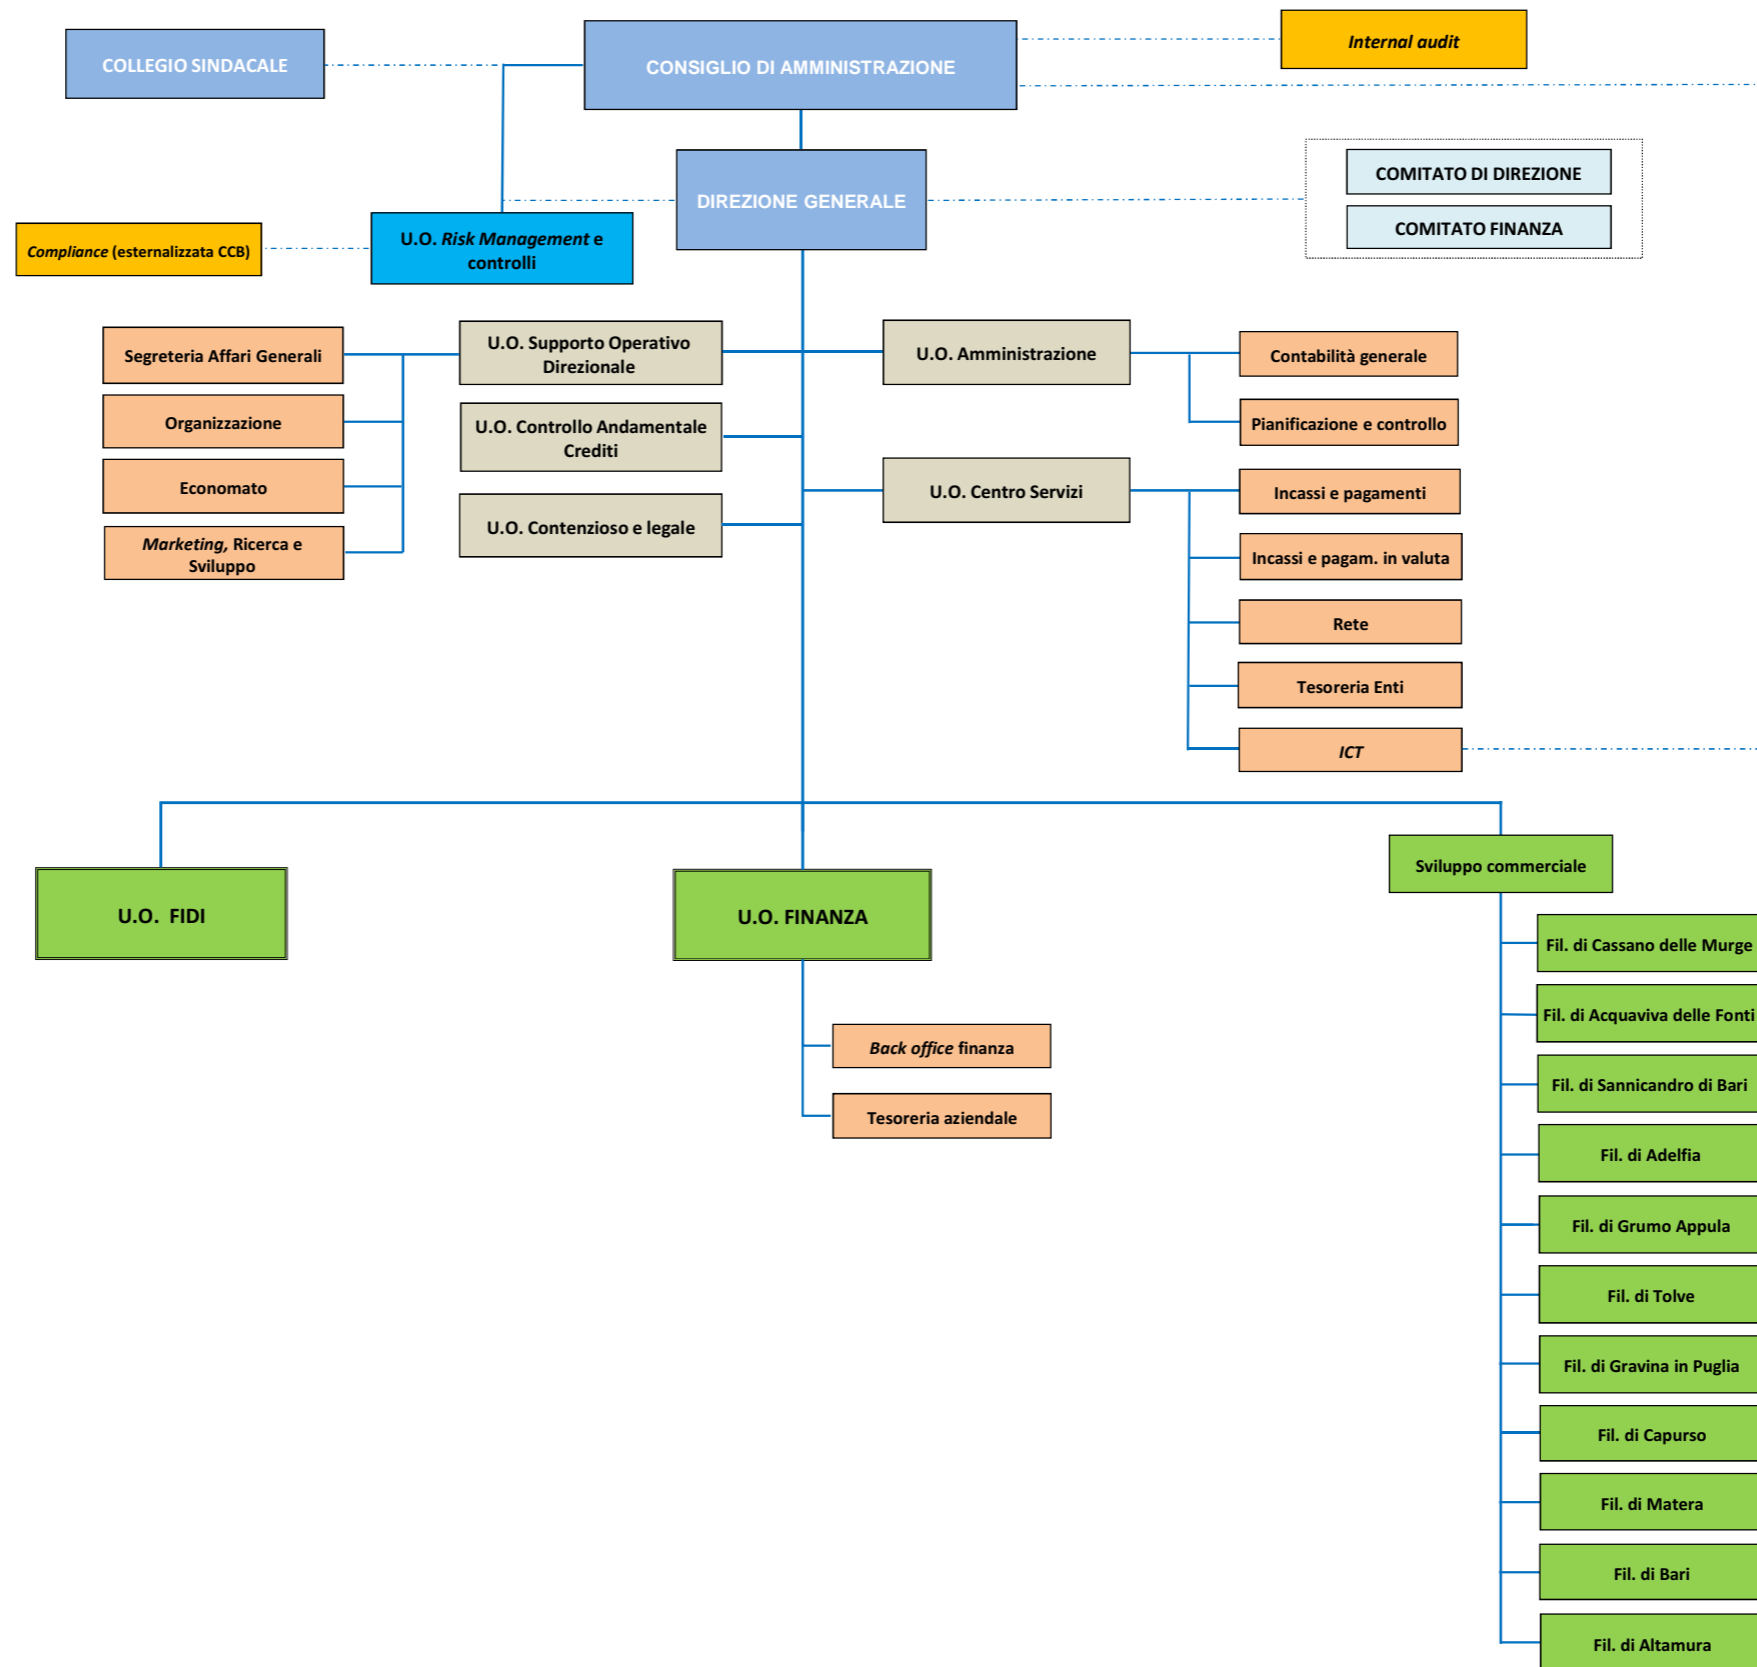 COLLEGIO SINDACALE
CONSIGLIO DI AMMINISTRAZIONE
Internal audit
DIREZIONE GENERALE
COMITATO DI DIREZIONE
COMITATO FINANZA
Compliance (esternalizzata CCB)
U.O. Risk Management e
controlli
Segreteria Affari Generali
Organizzazione
Economato
Marketing, Ricerca e
Sviluppo
U.O. Supporto Operativo
Direzionale
U.O. Controllo Andamentale
Crediti
U.O. Contenzioso e legale
U.O. Amministrazione
Contabilità generale
Pianificazione e controllo
U.O. Centro Servizi
Incassi e pagamenti
Incassi e pagam. in valuta
Rete
Tesoreria Enti
ICT
U.O. FIDI
U.O. FINANZA
Back office finanza
Tesoreria aziendale
Sviluppo commerciale
Fil. di Cassano delle Murge
Fil. di Acquaviva delle Fonti
Fil. di Sannicandro di Bari
Fil. di Adelfia
Fil. di Grumo Appula
Fil. di Tolve
Fil. di Gravina in Puglia
Fil. di Capurso
Fil. di Matera
Fil. di Bari
Fil. di Altamura